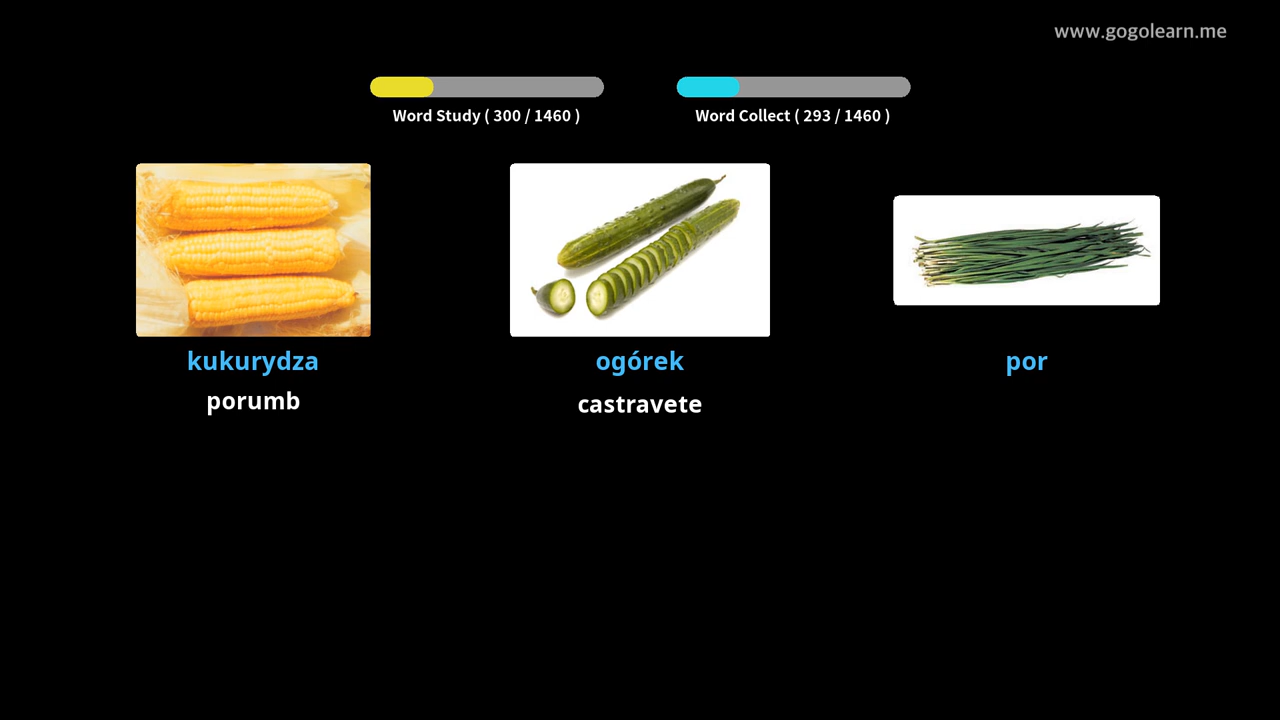 www.gogolearn.me
Word Study ( 300 / 1460 )
Word Collect ( 293 / 1460 )
kukurydza
ogórek
por
porumb
castravete